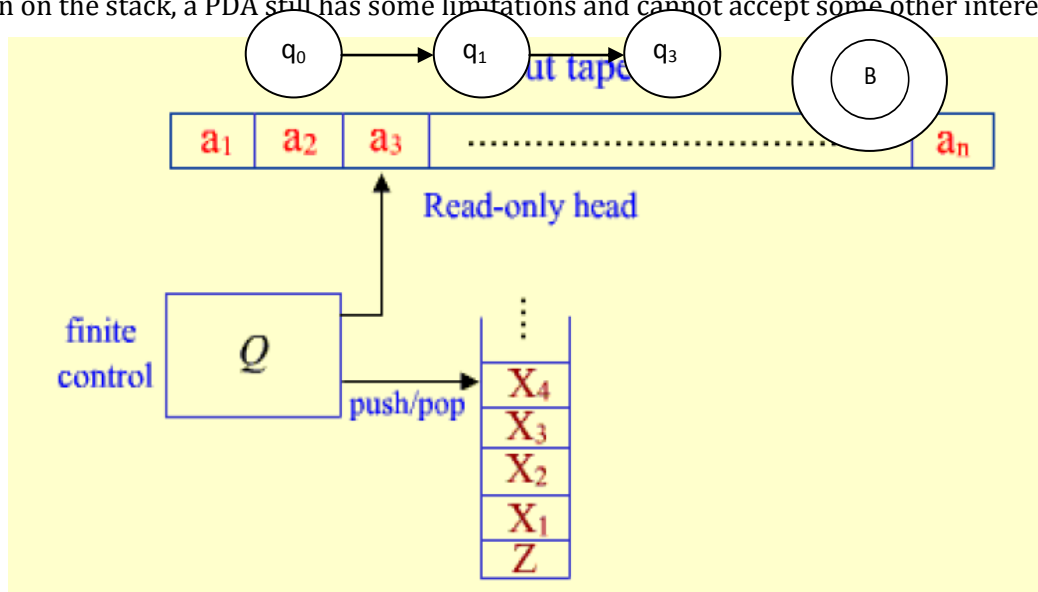 n on the stack, a PDA still has some limitations and cannot accept some other intere
q₀ q₁ q₃ B
ut tape
a₁ a₂ a₃ ........................................ aₙ
Read-only head
finite
control
Q
push/pop
X₄
X₃
X₂
X₁
Z